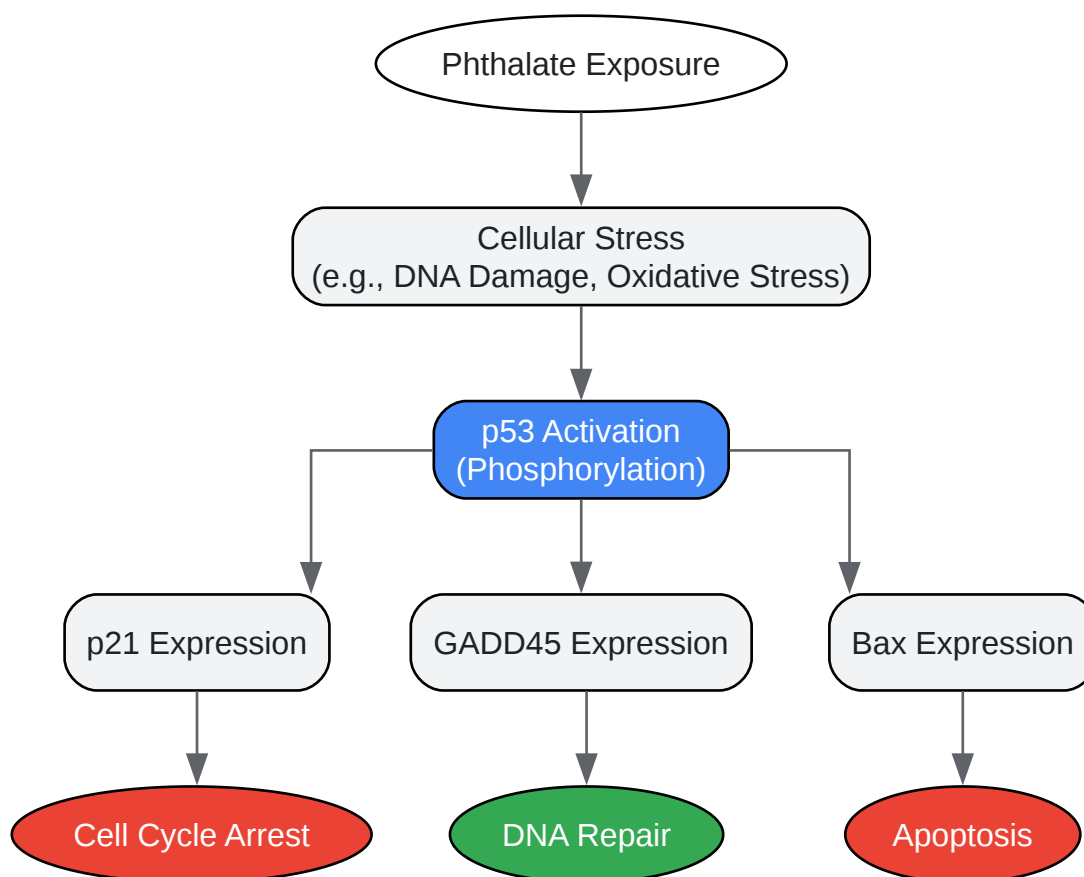 Phthalate Exposure
Cellular Stress
(e.g., DNA Damage, Oxidative Stress)
p53 Activation
(Phosphorylation)
p21 Expression
GADD45 Expression
Bax Expression
Cell Cycle Arrest
DNA Repair
Apoptosis